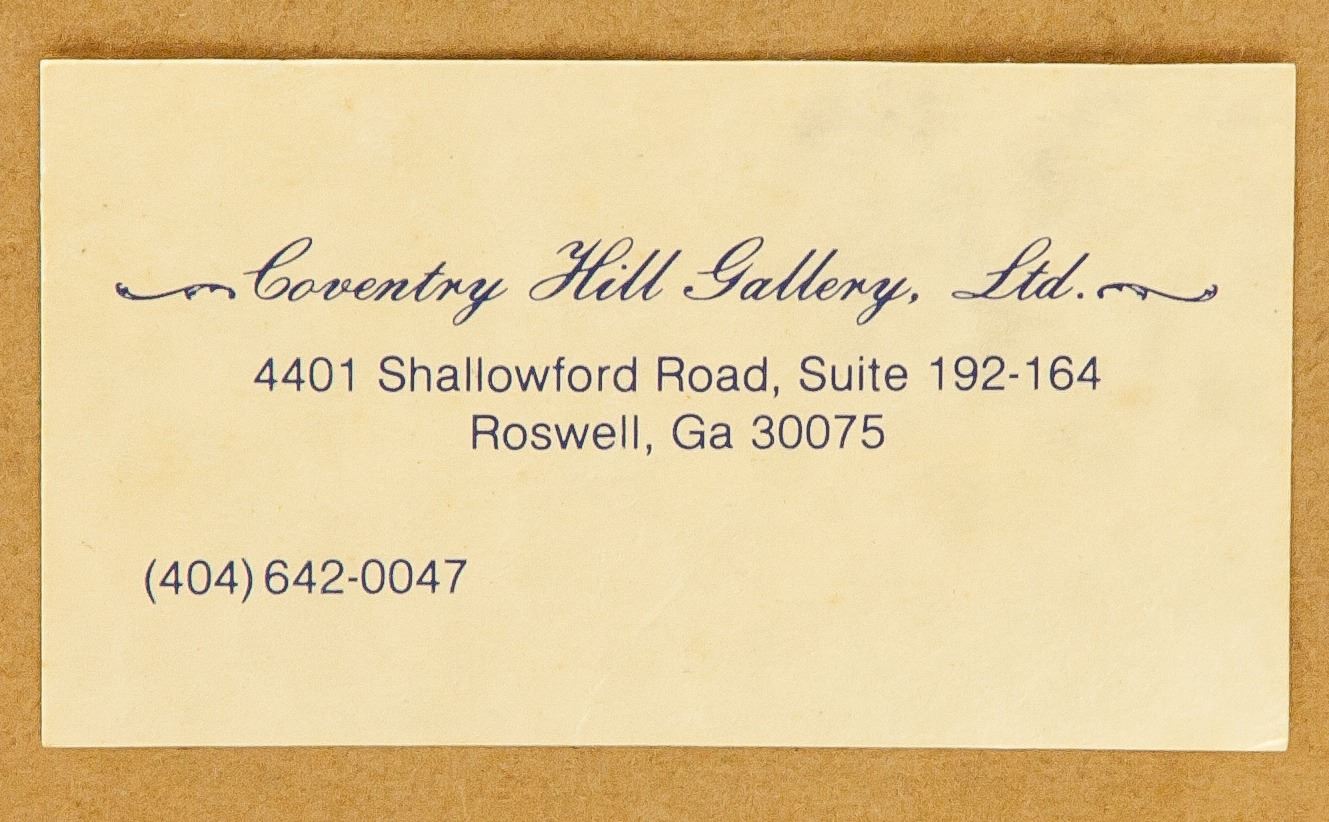 Coventry Hill Gallery, Ltd.
4401 Shallowford Road, Suite 192-164
Roswell, Ga 30075
(404) 642-0047